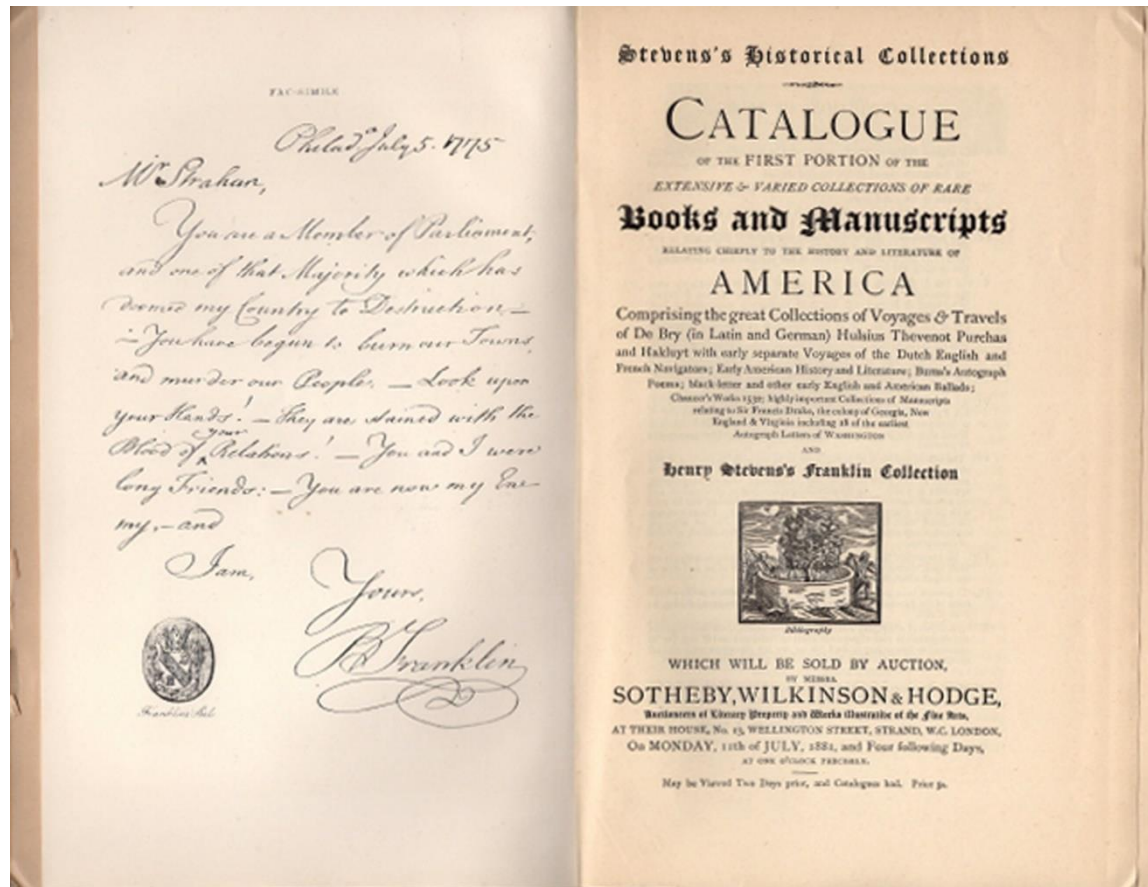 FAC-SIMILE
Philada July 5. 1775
Mr Strahan,
You are a Member of Parliament,
and one of that Majority which has
doomed my Country to Destruction —
— You have begun to burn our Towns,
and murder our People. — Look upon
your Hands! — They are stained with the
your
Blood of Relations! — You and I were
long Friends: — You are now my Ene-
my, — and
I am,
Yours,
B Franklin
Franklin's Seal
Stevens's Historical Collections
CATALOGUE
OF THE FIRST PORTION OF THE
EXTENSIVE & VARIED COLLECTIONS OF RARE
Books and Manuscripts
RELATING CHIEFLY TO THE HISTORY AND LITERATURE OF
AMERICA
Comprising the great Collections of Voyages & Travels
of De Bry (in Latin and German) Hulsius Thevenot Purchas
and Hakluyt with early separate Voyages of the Dutch English and
French Navigators; Early American History and Literature; Burns's Autograph
Poems; black-letter and other early English and American Ballads;
Chaucer's Works 1532; highly important Collections of Manuscripts
relating to Sir Francis Drake, the colony of Georgia, New
England & Virginia including 28 of the earliest
Autograph Letters of WASHINGTON
AND
Henry Stevens's Franklin Collection
Bibliography
WHICH WILL BE SOLD BY AUCTION,
BY MESSRS.
SOTHEBY, WILKINSON & HODGE,
Auctioneers of Literary Property and Works illustrative of the Fine Arts,
AT THEIR HOUSE, No. 13, WELLINGTON STREET, STRAND, W.C. LONDON,
On MONDAY, 11th of JULY, 1881, and Four following Days,
AT ONE O'CLOCK PRECISELY.
May be Viewed Two Days prior, and Catalogues had. Price